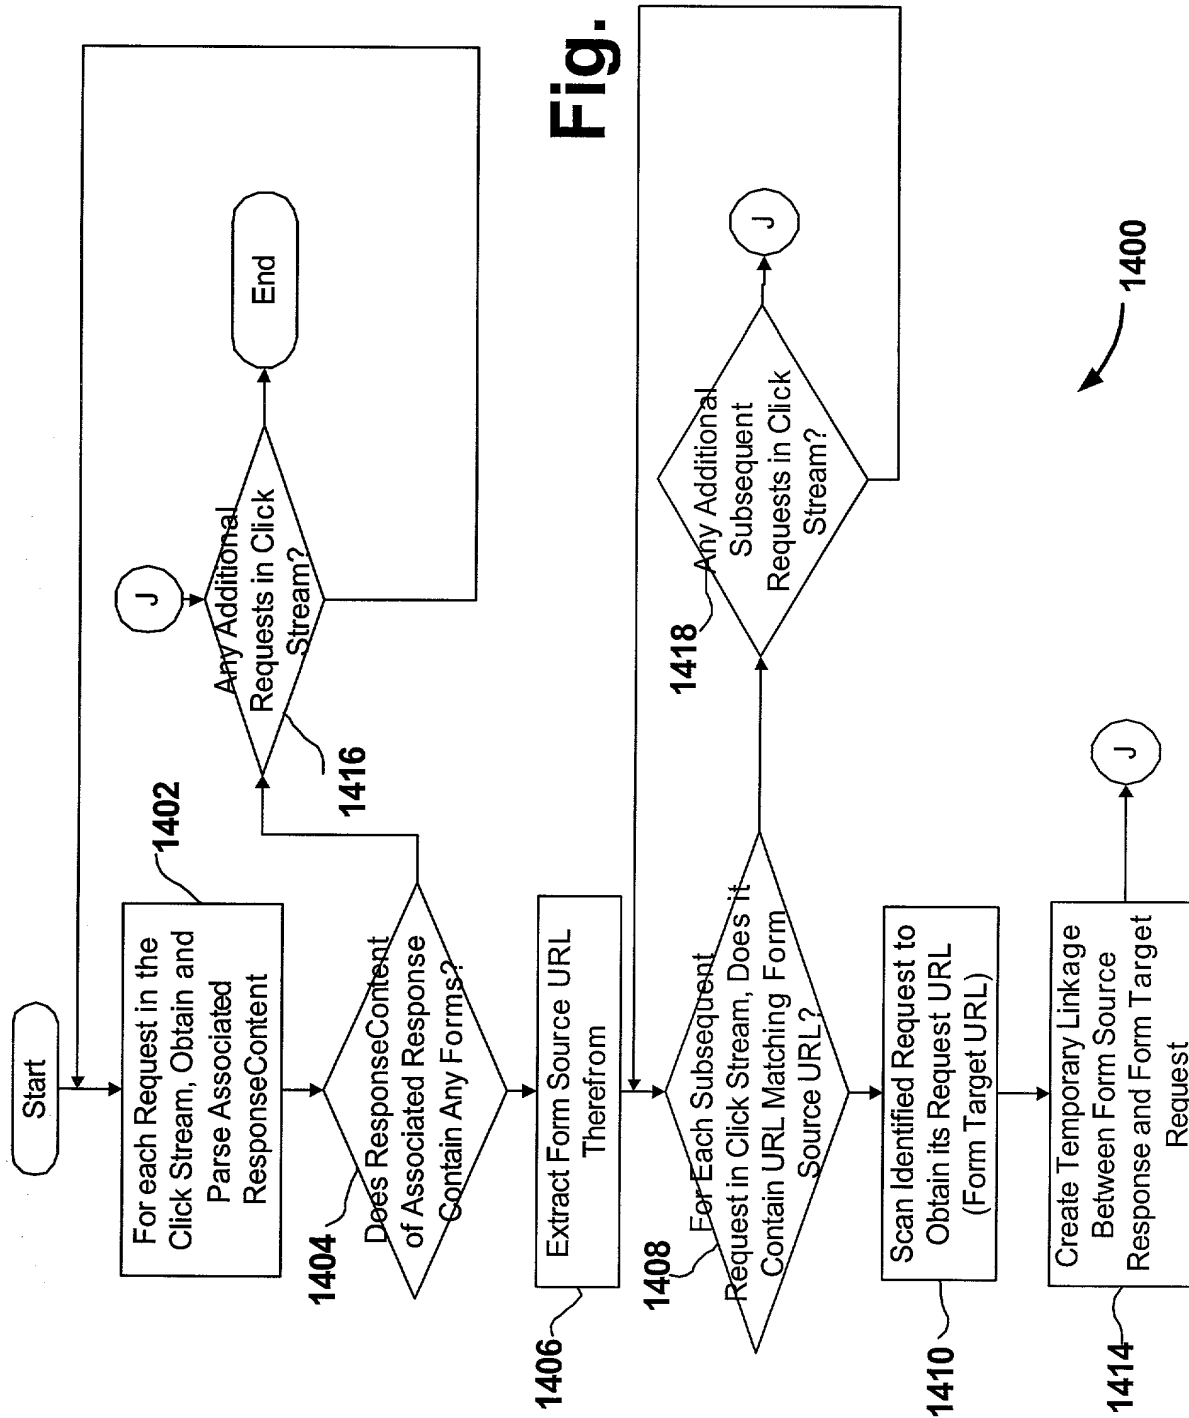 Start
For each Request in the
Click Stream, Obtain and
Parse Associated
ResponseContent
1402
Does ResponseContent
of Associated Response
Contain Any Forms?
1404
J
Any Additional
Requests in Click
Stream?
1416
End
Extract Form Source URL
Therefrom
1406
For Each Subsequent
Request in Click Stream, Does it
Contain URL Matching Form
Source URL?
1408
Any Additional
Subsequent
Requests in Click
Stream?
1418
J
Scan Identified Request to
Obtain its Request URL
(Form Target URL)
1410
Create Temporary Linkage
Between Form Source
Response and Form Target
Request
1414
J
1400
Fig.